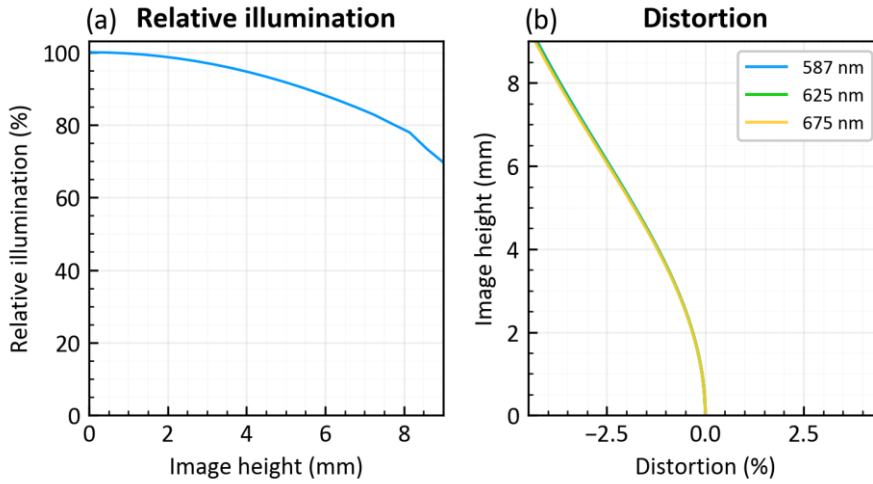 (a) Relative illumination
Relative illumination (%)
100
80
60
40
20
0
0 2 4 6 8
Image height (mm)
(b) Distortion
Image height (mm)
8
6
4
2
0
587 nm
625 nm
675 nm
−2.5 0.0 2.5
Distortion (%)